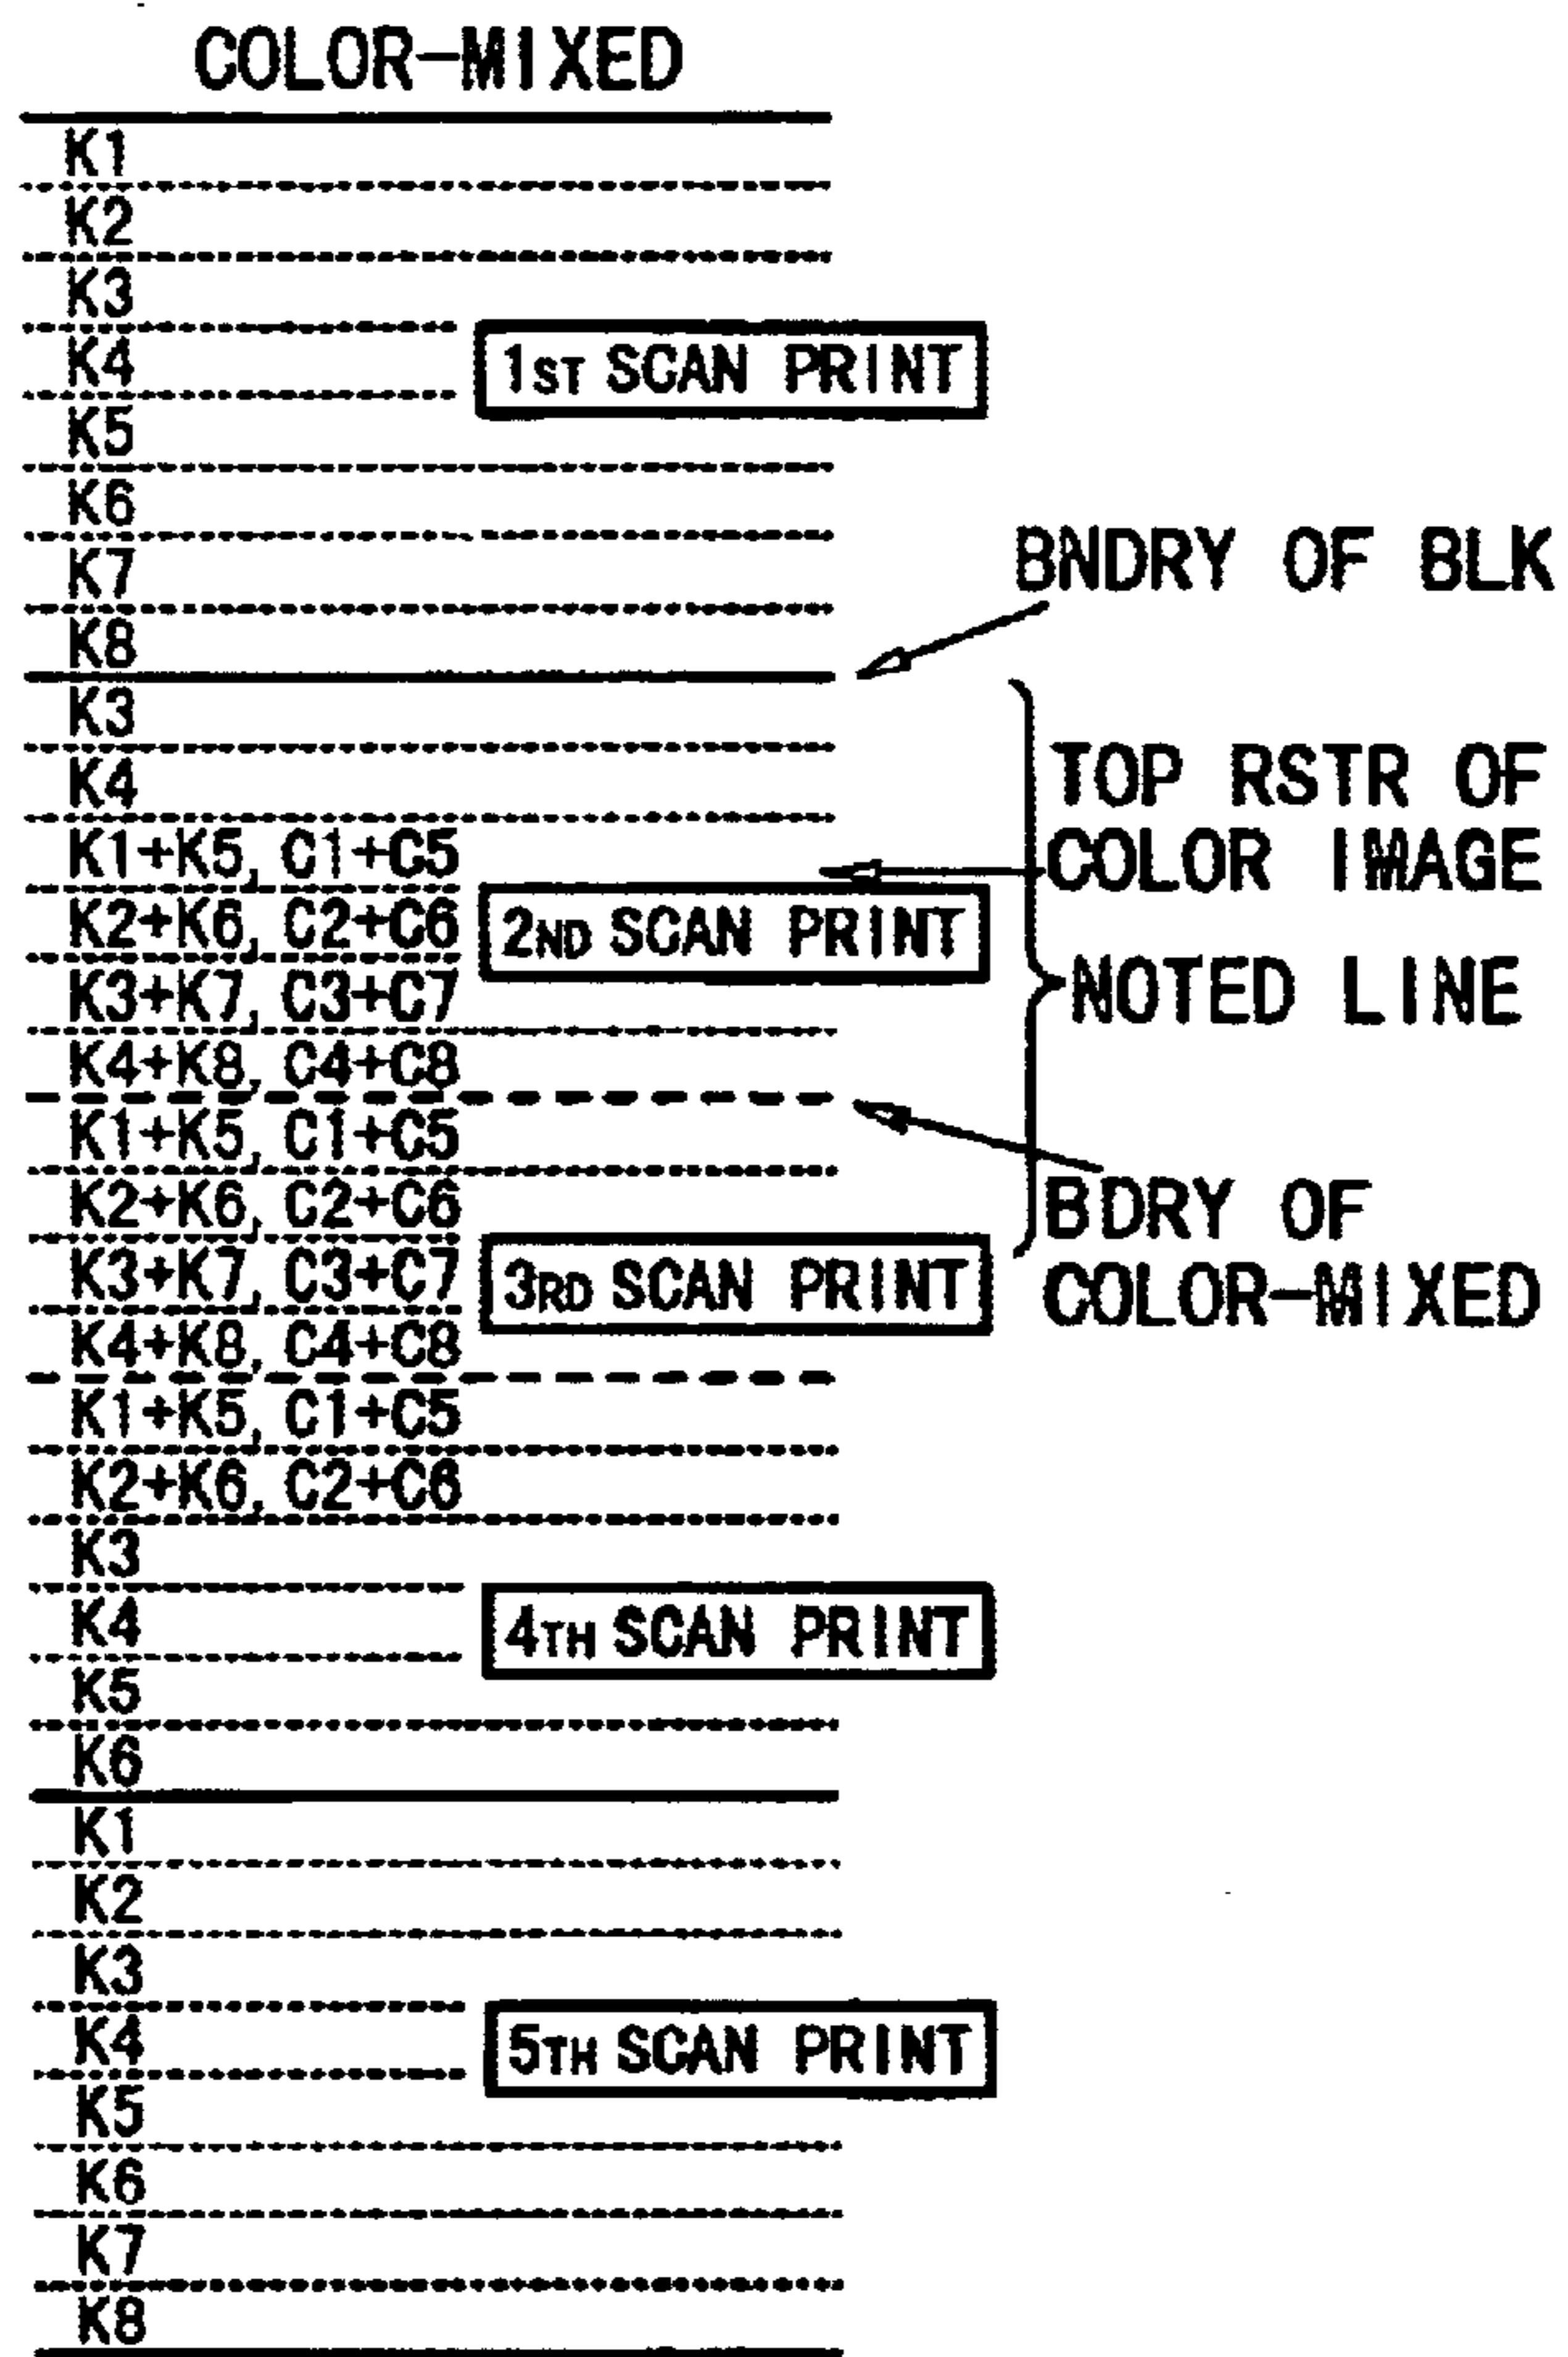 COLOR-MIXED
K1
K2
K3
K4
1ST SCAN PRINT
K5
K6
K7
BNDRY OF BLK
K8
K3
K4
TOP RSTR OF
COLOR IMAGE
K1+K5, C1+C5
K2+K6, C2+C6
2ND SCAN PRINT
K3+K7, C3+C7
NOTED LINE
K4+K8, C4+C8
K1+K5, C1+C5
K2+K6, C2+C6
BDRY OF
COLOR-MIXED
K3+K7, C3+C7
3RD SCAN PRINT
K4+K8, C4+C8
K1+K5, C1+C5
K2+K6, C2+C6
K3
K4
4TH SCAN PRINT
K5
K6
K1
K2
K3
K4
5TH SCAN PRINT
K5
K6
K7
K8